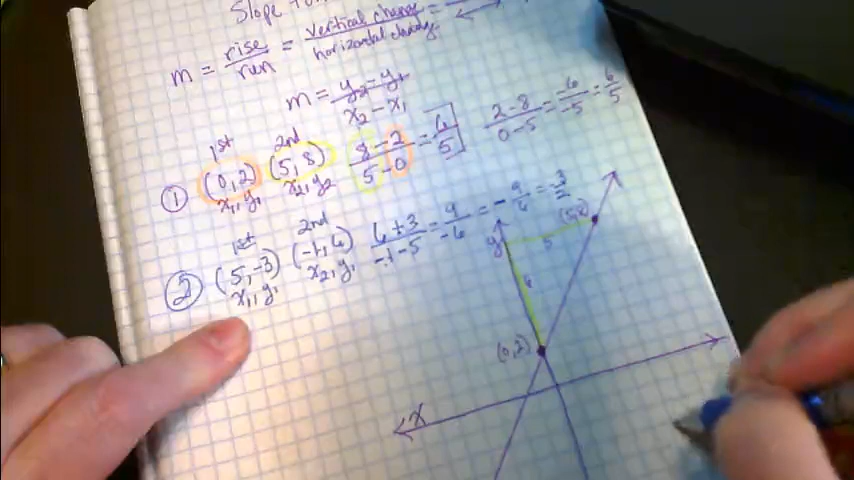 Slope
m = rise/run = vertical change/horizontal change =
m = y₂ - y₁/x₂ - x₁
1st 2nd
① (0, 2) (5, 8) 8 - 2/5 - 0 = 6/5 2 - 8/0 - 5 = -6/-5 = 6/5
x₁, y₁ x₂, y₂
1st 2nd
② (5, -3) (-1, 6) 6 + 3/-1 - 5 = 9/-6 = - 9/6 = 3/2
x₁, y₁ x₂, y₁
y 5
6
(0, 2)
X